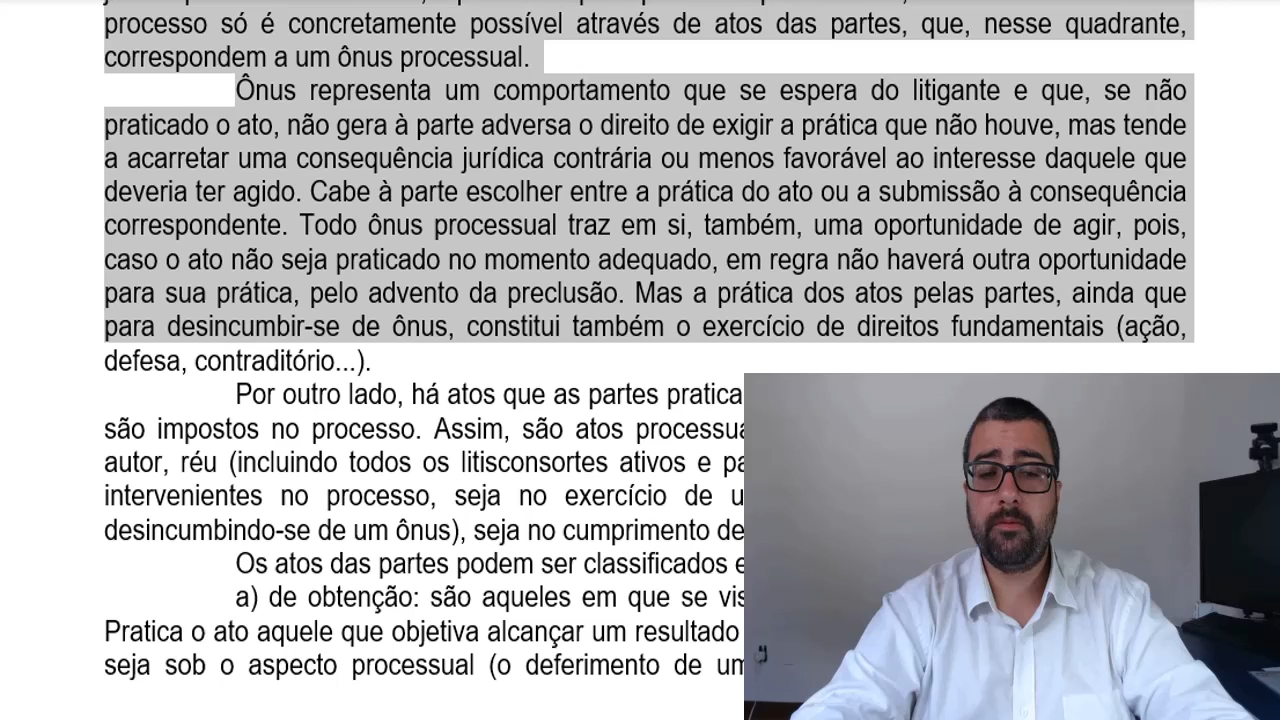 processo só é concretamente possível através de atos das partes, que, nesse quadrante,
correspondem a um ônus processual.
Ônus representa um comportamento que se espera do litigante e que, se não
praticado o ato, não gera à parte adversa o direito de exigir a prática que não houve, mas tende
a acarretar uma consequência jurídica contrária ou menos favorável ao interesse daquele que
deveria ter agido. Cabe à parte escolher entre a prática do ato ou a submissão à consequência
correspondente. Todo ônus processual traz em si, também, uma oportunidade de agir, pois,
caso o ato não seja praticado no momento adequado, em regra não haverá outra oportunidade
para sua prática, pelo advento da preclusão. Mas a prática dos atos pelas partes, ainda que
para desincumbir-se de ônus, constitui também o exercício de direitos fundamentais (ação,
defesa, contraditório...).
Por outro lado, há atos que as partes pratica
são impostos no processo. Assim, são atos
autor, réu (incluindo todos os litisconsortes ativos e
intervenientes no processo, seja no exercício de
desincumbindo-se de um ônus), seja no cumprimento de
Os atos das partes podem ser classificados
a) de obtenção: são aqueles em que se
Pratica o ato aquele que objetiva alcançar um resultado
seja sob o aspecto processual (o deferimento de